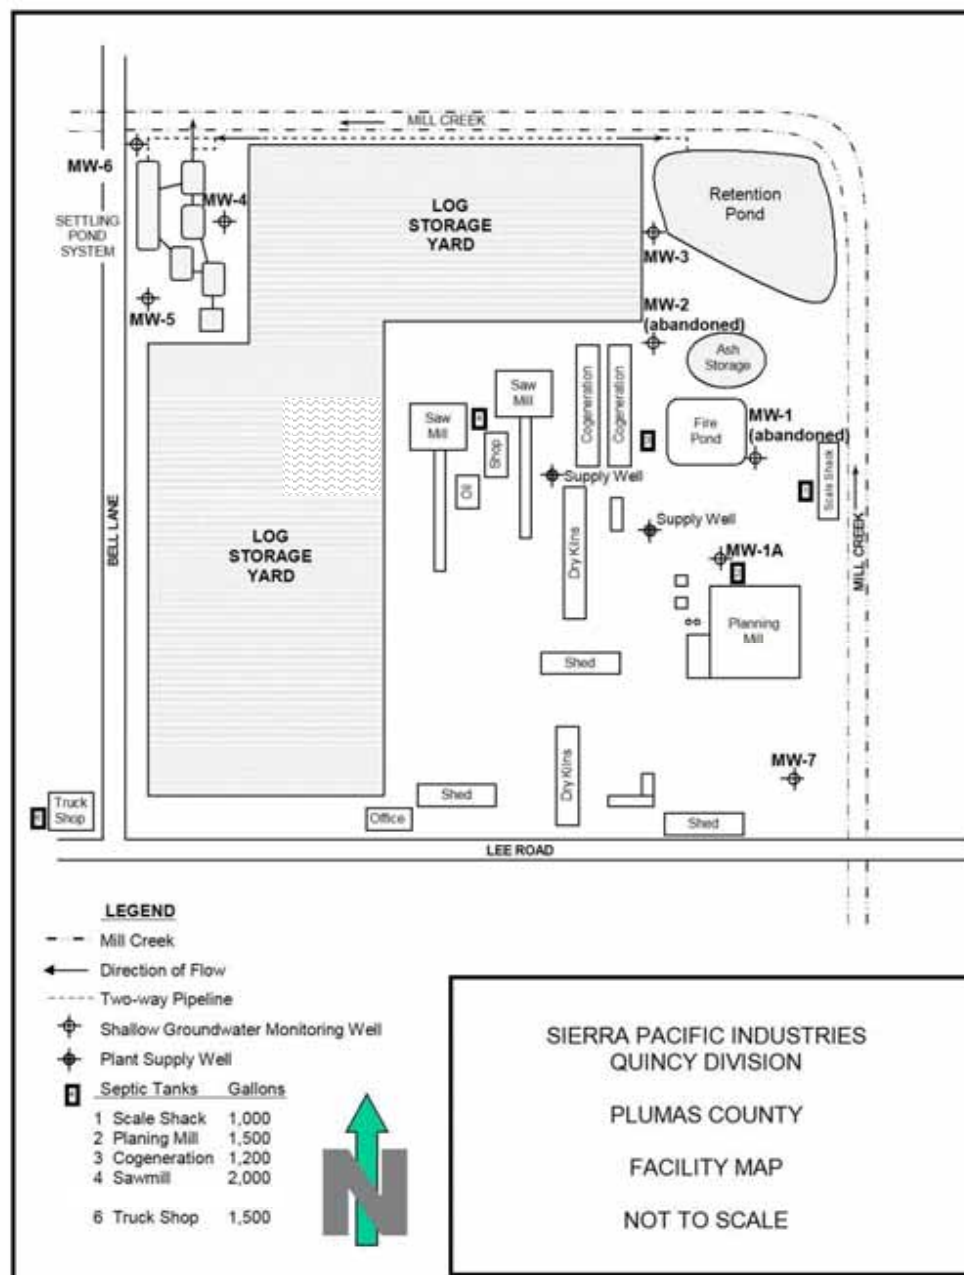 MILL CREEK
MW-6
MW-4
SETTLING
POND
SYSTEM
MW-5
LOG
STORAGE
YARD
Retention
Pond
MW-3
MW-2
(abandoned)
Ash
Storage
Saw
Mill
Saw
Mill
Shop
Oil
Cogeneration
Cogeneration
Fire
Pond
MW-1
(abandoned)
Scale Shack
Supply Well
Supply Well
MW-1A
BELL LANE
LOG
STORAGE
YARD
Dry Kilns
MILL CREEK
Planning
Mill
Shed
MW-7
Dry Kilns
Truck
Shop
Shed
Office
Shed
LEE ROAD
LEGEND
Mill Creek
Direction of Flow
Two-way Pipeline
Shallow Groundwater Monitoring Well
Plant Supply Well
Septic Tanks Gallons
1 Scale Shack 1,000
2 Planing Mill 1,500
3 Cogeneration 1,200
4 Sawmill 2,000
6 Truck Shop 1,500
N
SIERRA PACIFIC INDUSTRIES
QUINCY DIVISION
PLUMAS COUNTY
FACILITY MAP
NOT TO SCALE